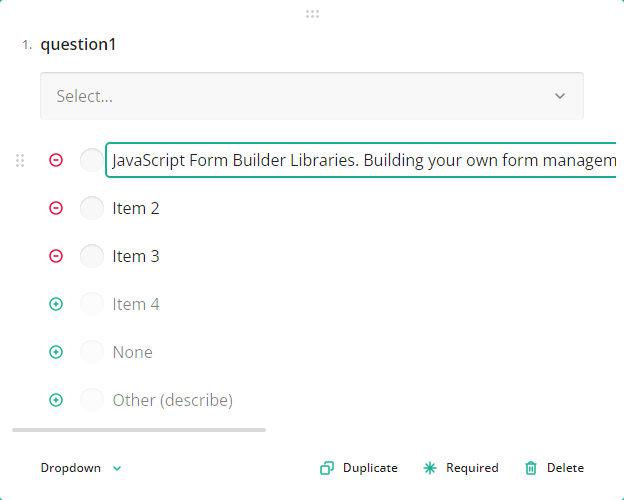 1. question1
Select...
JavaScript Form Builder Libraries. Building your own form managem
Item 2
Item 3
Item 4
None
Other (describe)
Dropdown Duplicate Required Delete